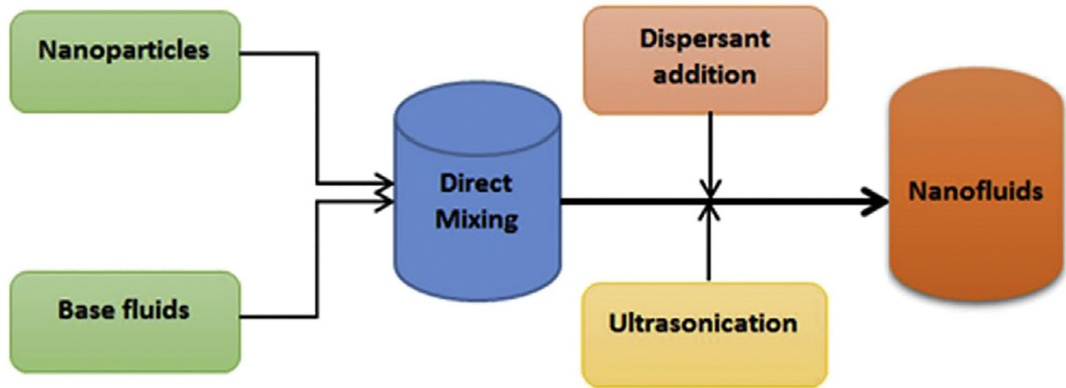 Nanoparticles
Base fluids
Direct
Mixing
Dispersant
addition
Ultrasonication
Nanofluids